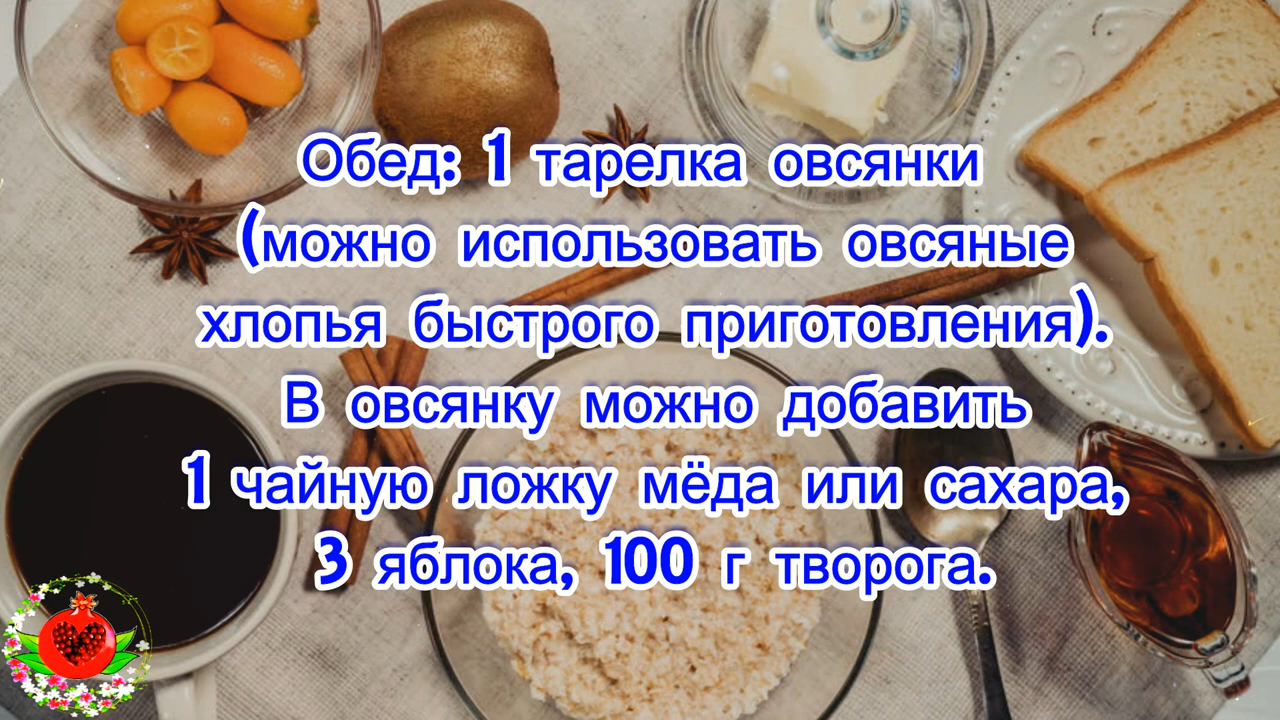 Обед: 1 тарелка овсянки
(можно использовать овсяные
хлопья быстрого приготовления).
В овсянку можно добавить
1 чайную ложку мёда или сахара,
3 яблока, 100 г творога.